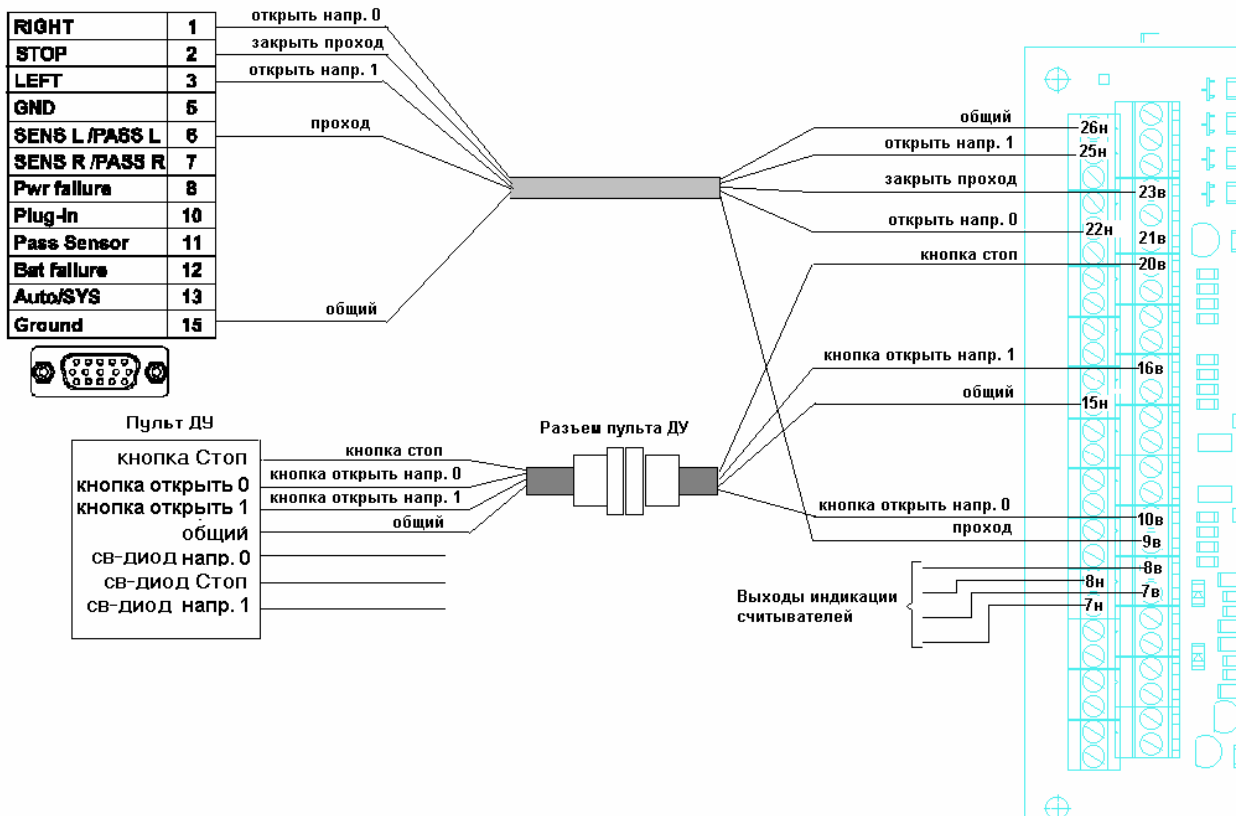 RIGHT 1
STOP 2
LEFT 3
GND 5
SENS L /PASS L 6
SENS R /PASS R 7
Pwr failure 8
Plug-in 10
Pass Sensor 11
Bat failure 12
Auto/SYS 13
Ground 15
открыть напр. 0
закрыть проход
открыть напр. 1
проход
общий
общий
открыть напр. 1
закрыть проход
открыть напр. 0
кнопка стоп
кнопка открыть напр. 1
общий
кнопка открыть напр. 0
проход
26н
25н
23в
22н
21в
20в
16в
15н
10в
9в
8в
8н
7в
7н
Пульт ДУ
кнопка Стоп
кнопка открыть 0
кнопка открыть 1
общий
св-диод напр. 0
св-диод Стоп
св-диод напр. 1
кнопка стоп
кнопка открыть напр. 0
кнопка открыть напр. 1
общий
Разъем пульта ДУ
Выходы индикации
считывателей